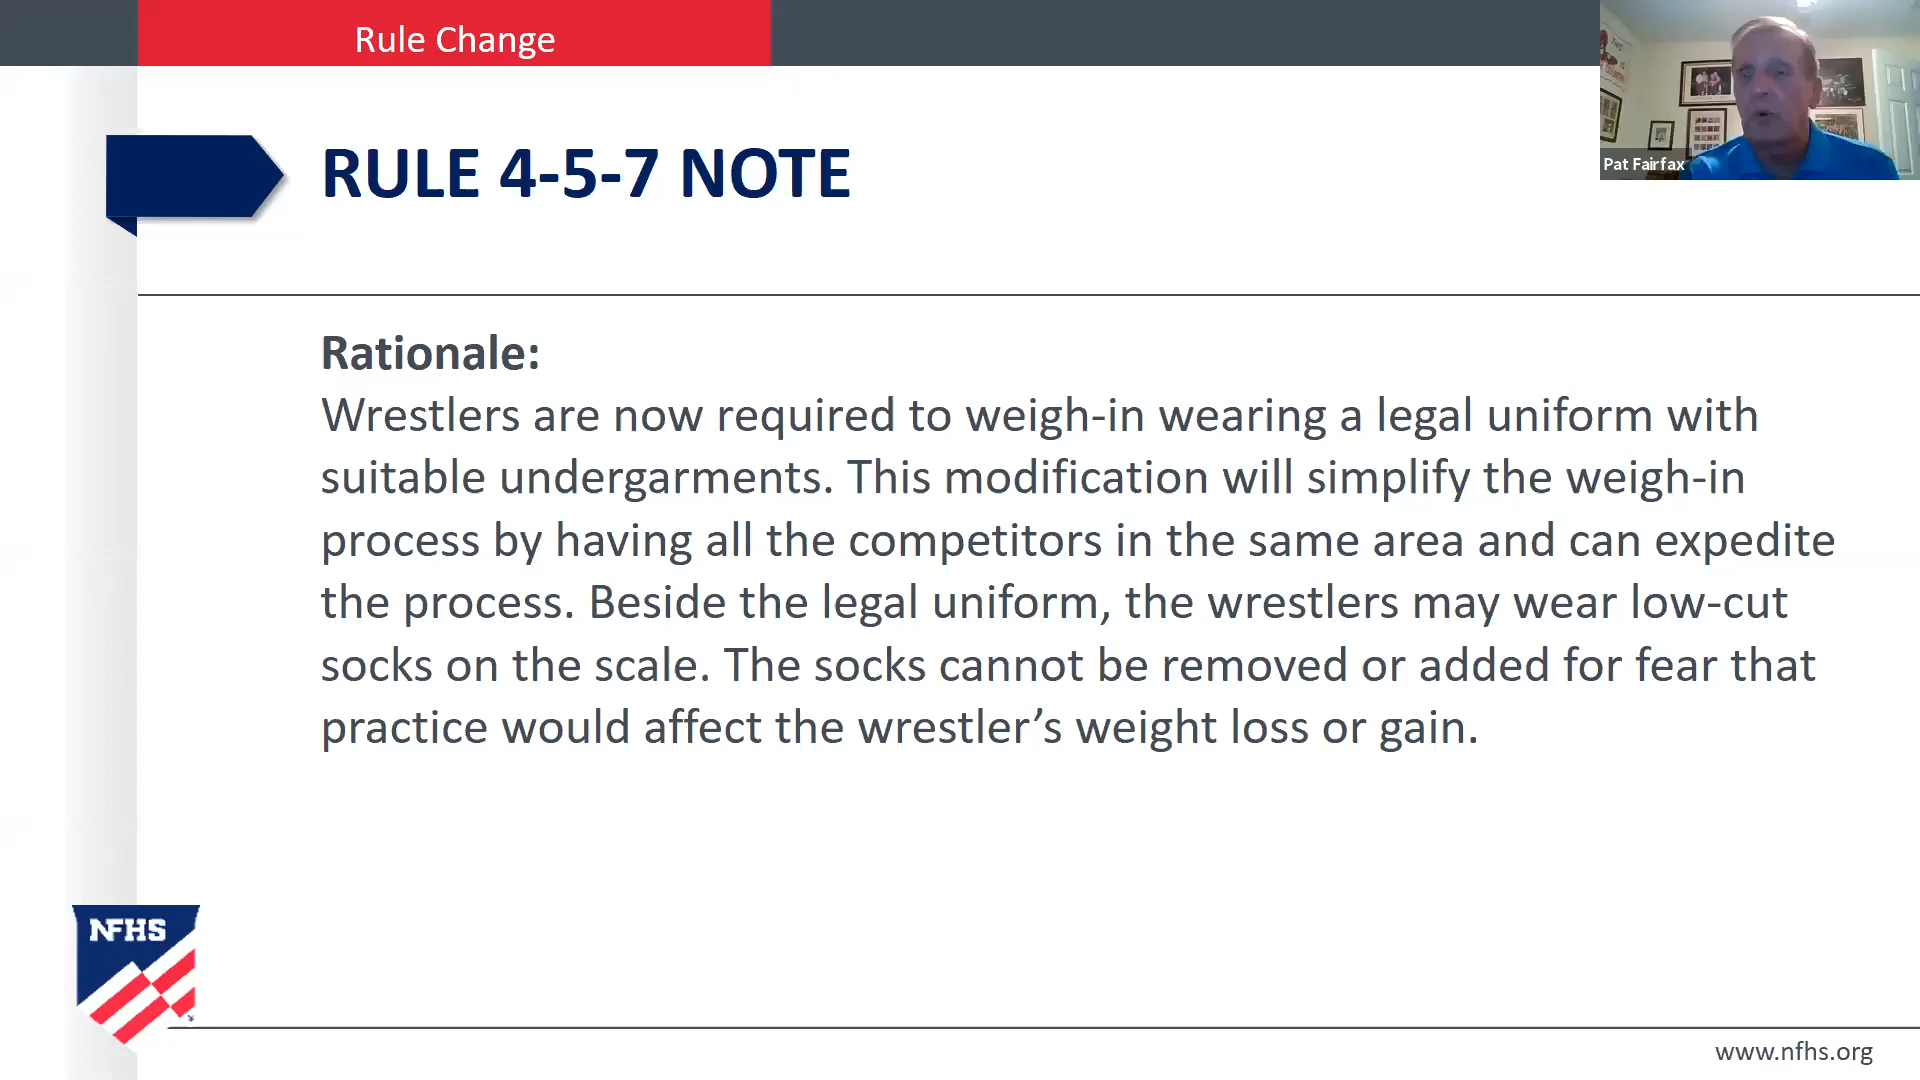 Rule Change
Pat Fairfax
RULE 4-5-7 NOTE
Rationale:
Wrestlers are now required to weigh-in wearing a legal uniform with
suitable undergarments. This modification will simplify the weigh-in
process by having all the competitors in the same area and can expedite
the process. Beside the legal uniform, the wrestlers may wear low-cut
socks on the scale. The socks cannot be removed or added for fear that
practice would affect the wrestler’s weight loss or gain.
NFHS
www.nfhs.org